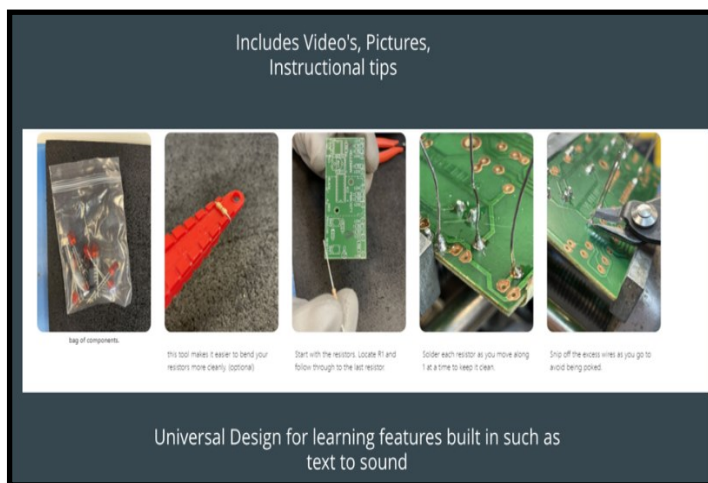 Includes Video's, Pictures,
Instructional tips
bag of components.
this tool makes it easier to bend your
resistors more cleanly. (optional)
Start with the resistors. Locate R1 and
follow through to the last resistor.
Solder each resistor as you move along
1 at a time to keep it clean.
Snip off the excess wires as you go to
avoid being poked.
Universal Design for learning features built in such as
text to sound